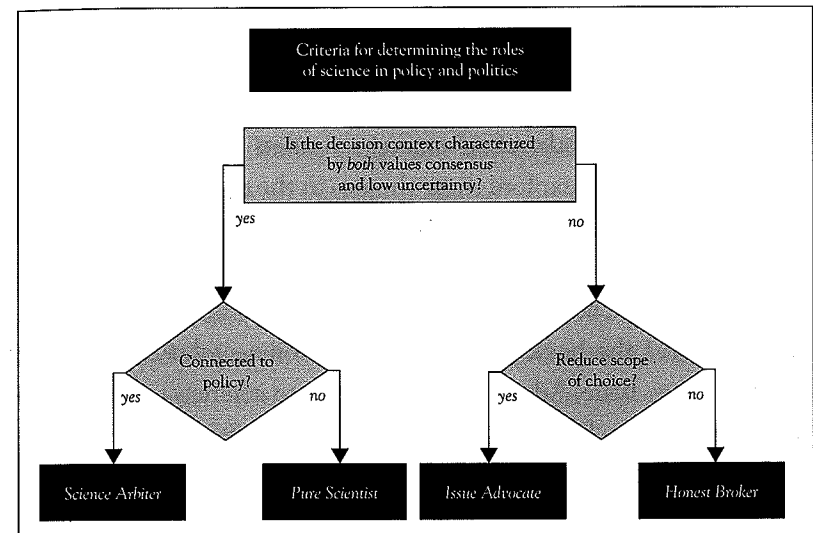 Criteria for determining the roles
of science in policy and politics
Is the decision context characterized
by both values consensus
and low uncertainty?
yes
no
Connected to
policy?
Reduce scope
of choice?
yes
no
yes
no
Science Arbiter
Pure Scientist
Issue Advocate
Honest Broker